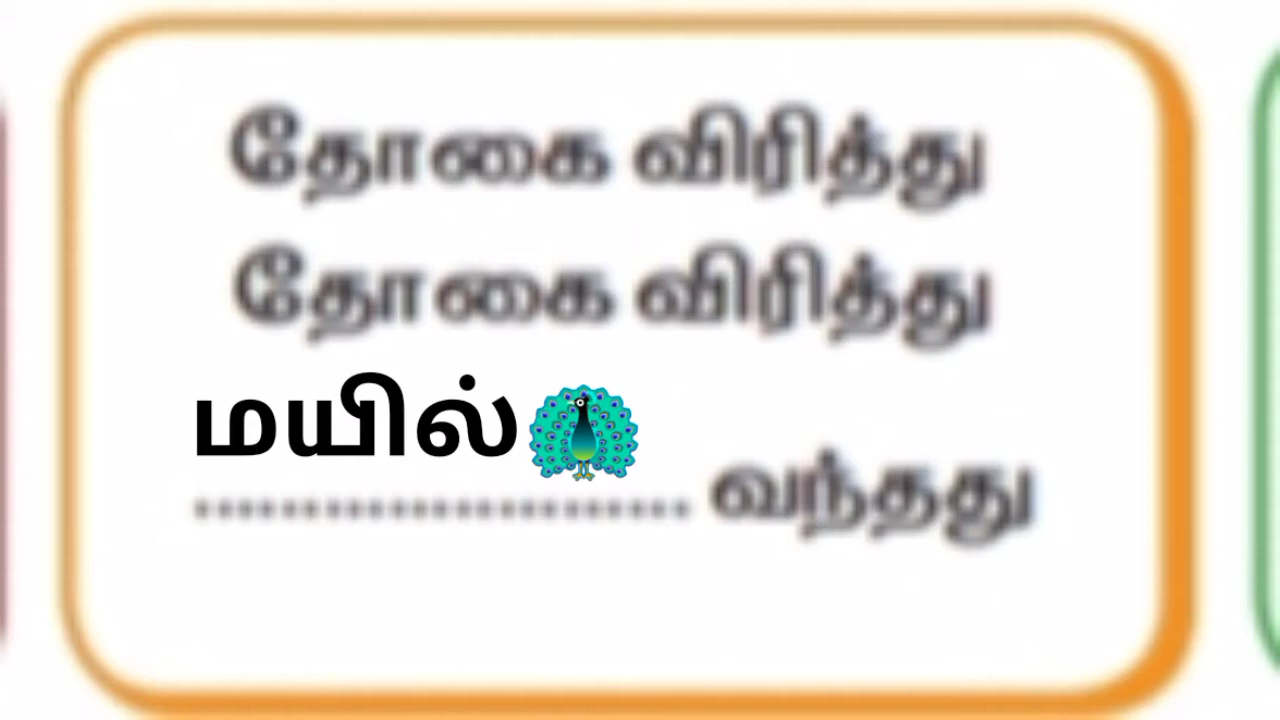 தோகை விரித்து
தோகை விரித்து
மயில்🦚
....................... வந்தது